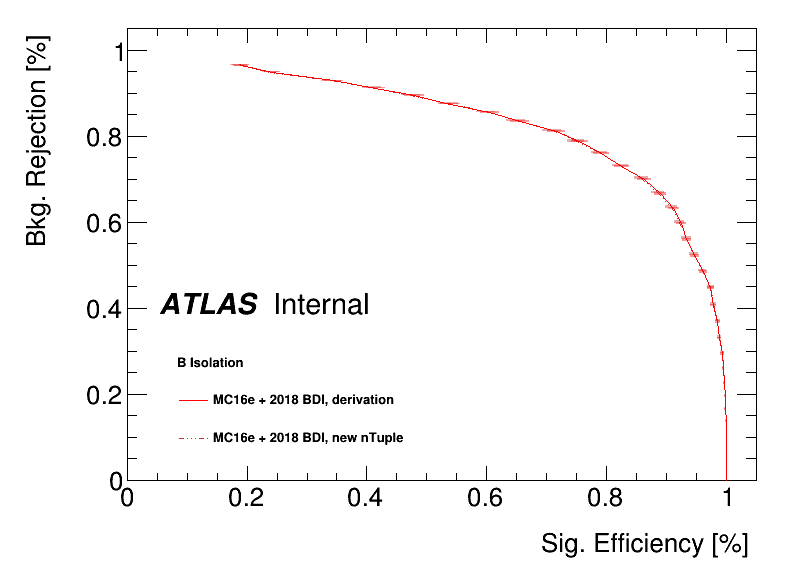 Bkg. Rejection [%]
1
0.8
0.6
0.4
0.2
0
ATLAS Internal
B Isolation
MC16e + 2018 BDI, derivation
MC16e + 2018 BDI, new nTuple
0 0.2 0.4 0.6 0.8 1
Sig. Efficiency [%]